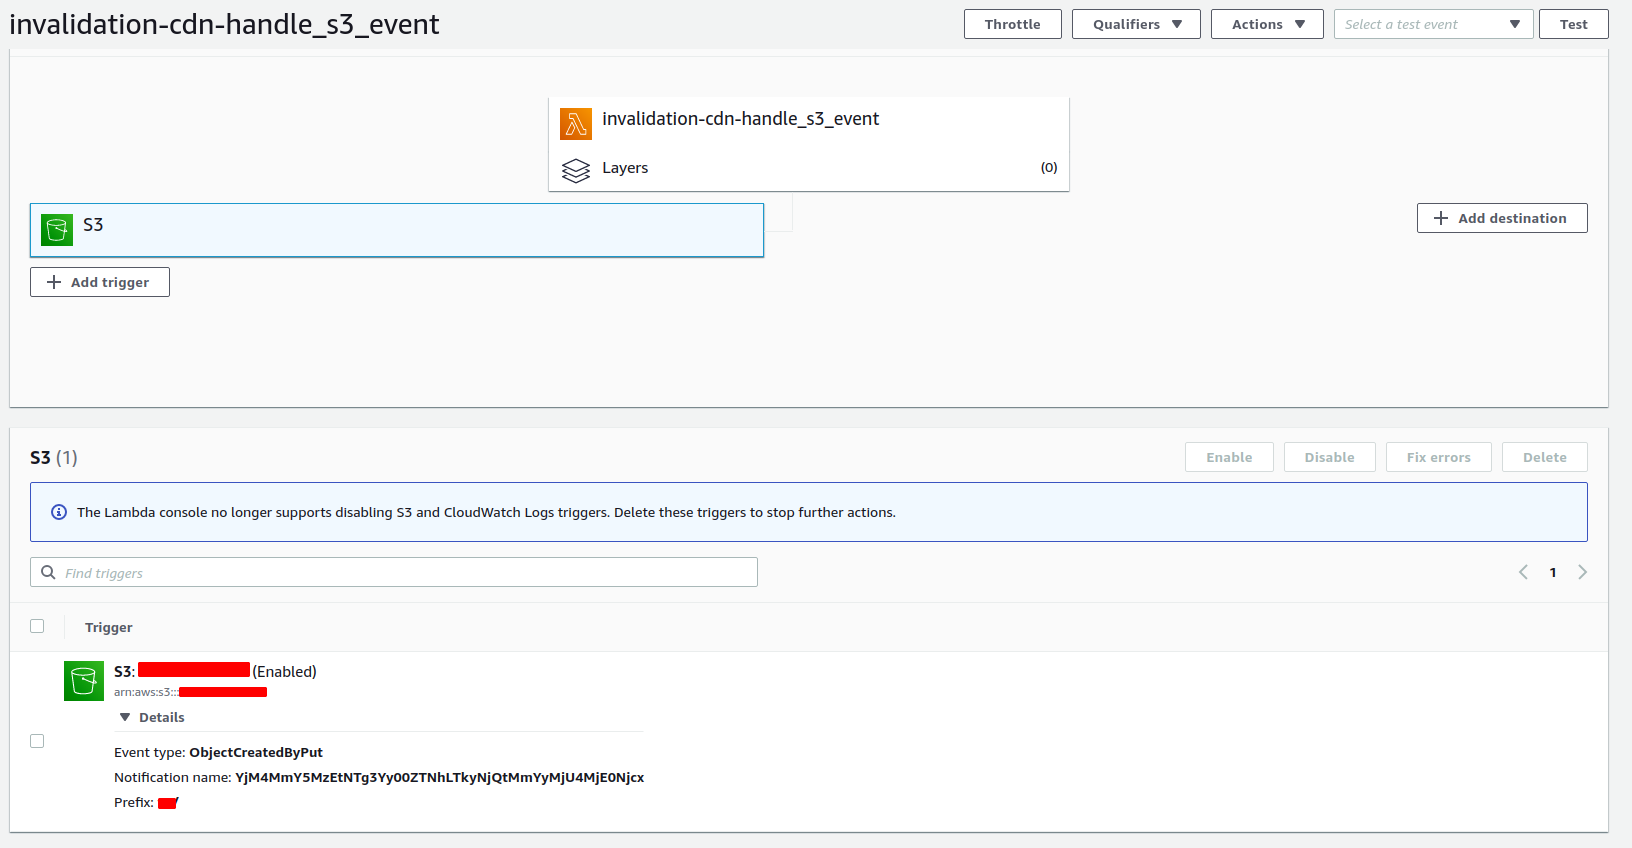 invalidation-cdn-handle_s3_event
Throttle
Qualifiers
Actions
Select a test event
Test
invalidation-cdn-handle_s3_event
Layers
(0)
S3
Add destination
Add trigger
S3 (1)
Enable
Disable
Fix errors
Delete
The Lambda console no longer supports disabling S3 and CloudWatch Logs triggers. Delete these triggers to stop further actions.
Find triggers
1
Trigger
S3: (Enabled)
arn:aws:s3:::
Details
Event type: ObjectCreatedByPut
Notification name: YjM4MmY5MzEtNTg3Yy00ZTNhLTkyNjQtMmYyMjU4MjE0Njcx
Prefix: /